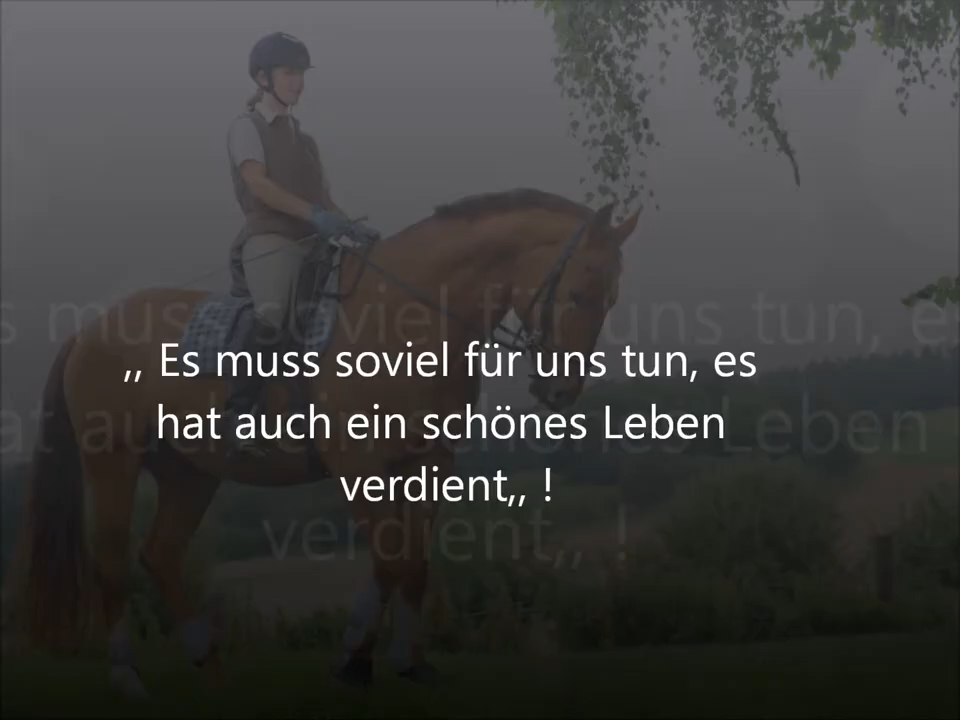 ,, Es muss soviel für uns tun, es
hat auch ein schönes Leben
verdient,, !